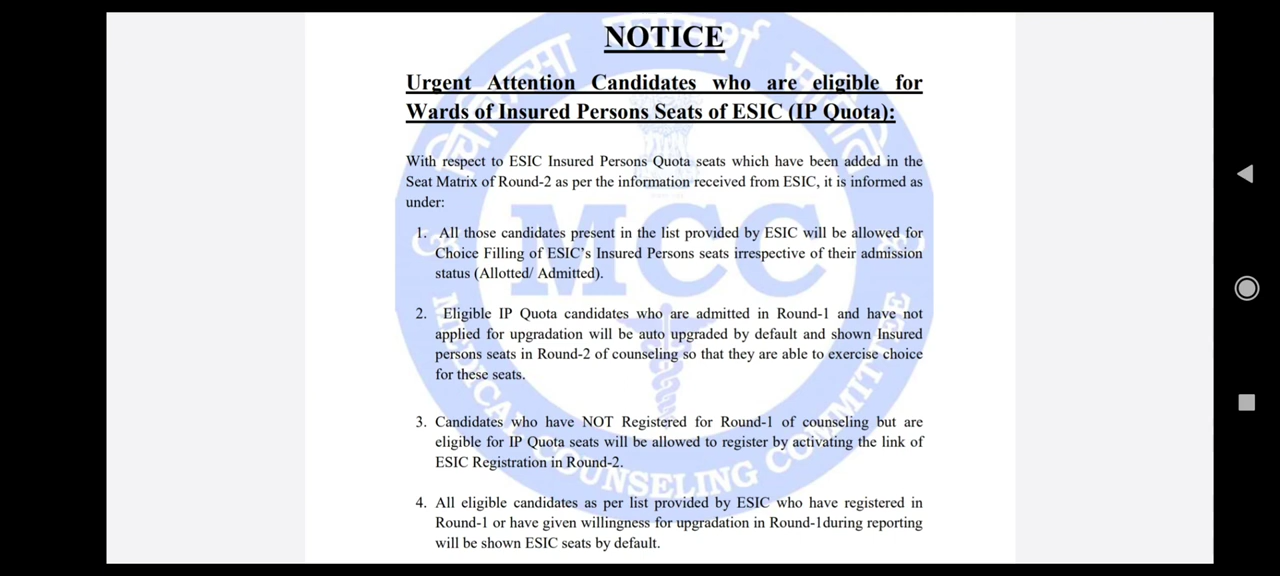 NOTICE
Urgent Attention Candidates who are eligible for
Wards of Insured Persons Seats of ESIC (IP Quota):
With respect to ESIC Insured Persons Quota seats which have been added in the
Seat Matrix of Round-2 as per the information received from ESIC, it is informed as
under:
1. All those candidates present in the list provided by ESIC will be allowed for
Choice Filling of ESIC's Insured Persons seats irrespective of their admission
status (Allotted/ Admitted).
2. Eligible IP Quota candidates who are admitted in Round-1 and have not
applied for upgradation will be auto upgraded by default and shown Insured
persons seats in Round-2 of counseling so that they are able to exercise choice
for these seats.
3. Candidates who have NOT Registered for Round-1 of counseling but are
eligible for IP Quota seats will be allowed to register by activating the link of
ESIC Registration in Round-2.
4. All eligible candidates as per list provided by ESIC who have registered in
Round-1 or have given willingness for upgradation in Round-1during reporting
will be shown ESIC seats by default.
MCC
MEDICAL COUNSELING COMMITTEE